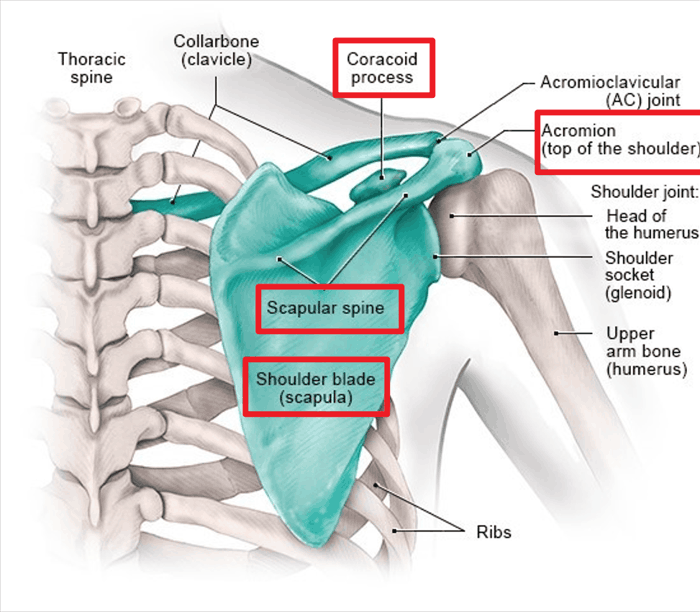 Thoracic
spine
Collarbone
(clavicle)
Coracoid
process
Acromioclavicular
(AC) joint
Acromion
(top of the shoulder)
Shoulder joint:
Head of
the humerus
Shoulder
socket
(glenoid)
Upper
arm bone
(humerus)
Scapular spine
Shoulder blade
(scapula)
Ribs